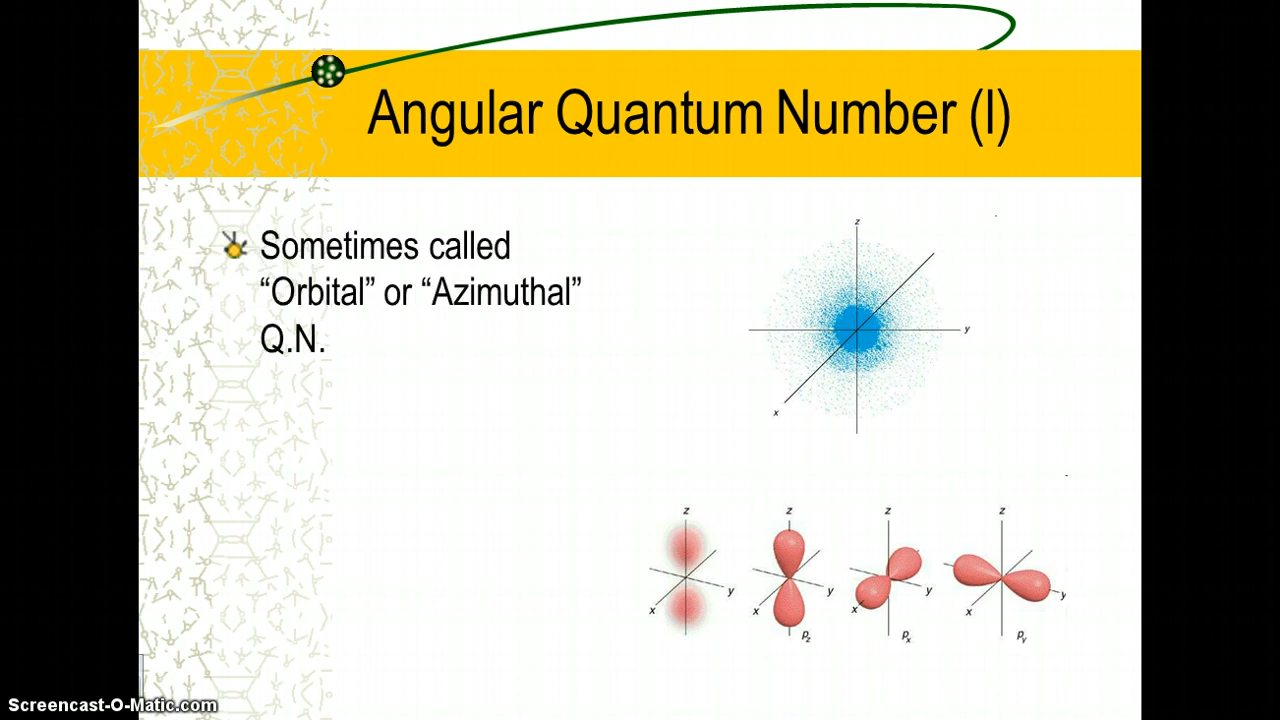 Angular Quantum Number (l)
Sometimes called
“Orbital” or “Azimuthal”
Q.N.
z
y
x
z z z z
y y y y
x x x x
pz px py
Screencast-O-Matic.com